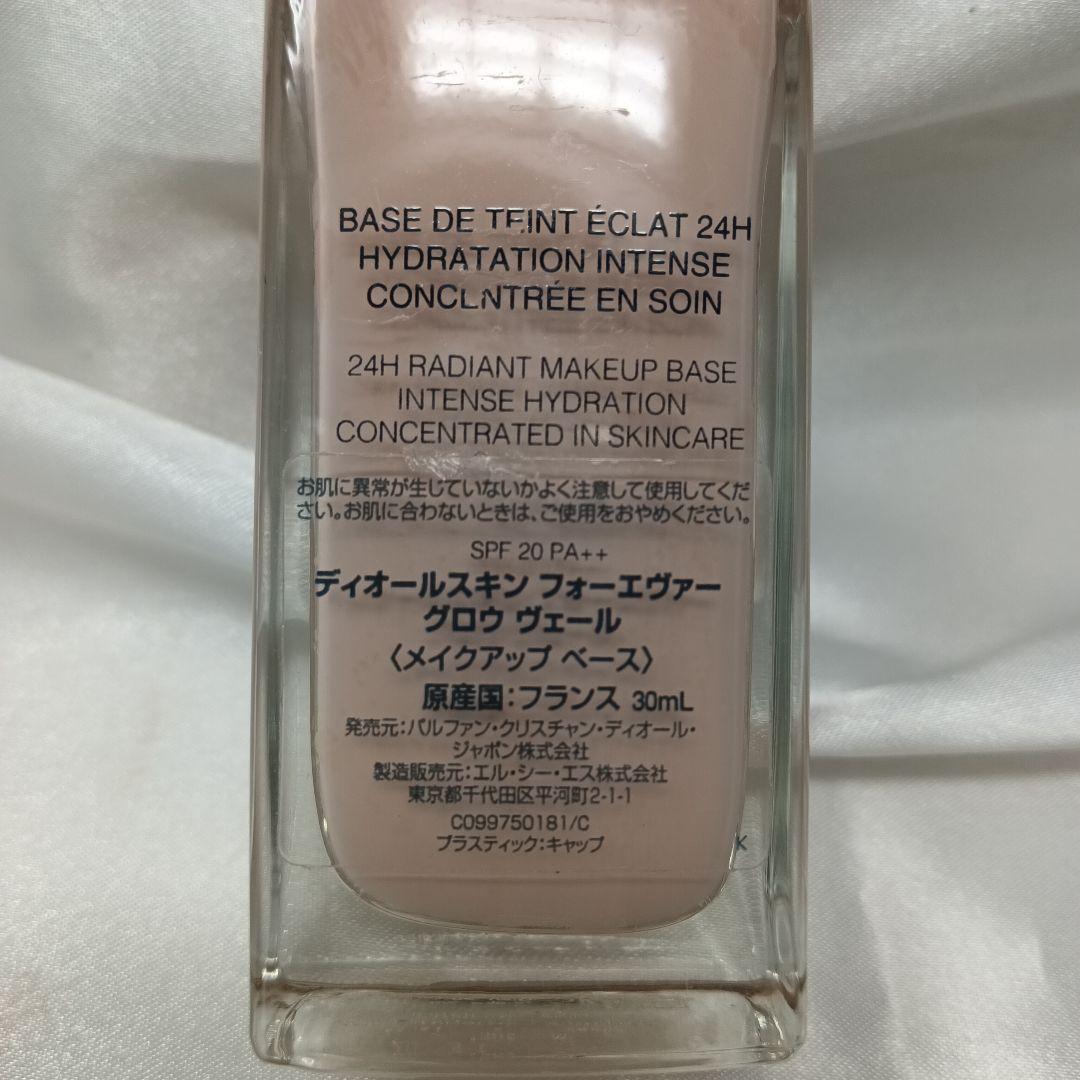 BASE DE TEINT ÉCLAT 24H
HYDRATATION INTENSE
CONCENTRÉE EN SOIN
24H RADIANT MAKEUP BASE
INTENSE HYDRATION
CONCENTRATED IN SKINCARE
お肌に異常が生じていないかよく注意して使用してくだ
さい。お肌に合わないときは、ご使用をおやめください。
SPF 20 PA++
ディオールスキン フォーエヴァー
グロウ ヴェール
〈メイクアップ ベース〉
原産国:フランス 30mL
発売元:パルファン・クリスチャン・ディオール・
ジャポン株式会社
製造販売元:エル・シー・エス株式会社
東京都千代田区平河町2-1-1
C099750181/C
プラスティック:キャップ
K